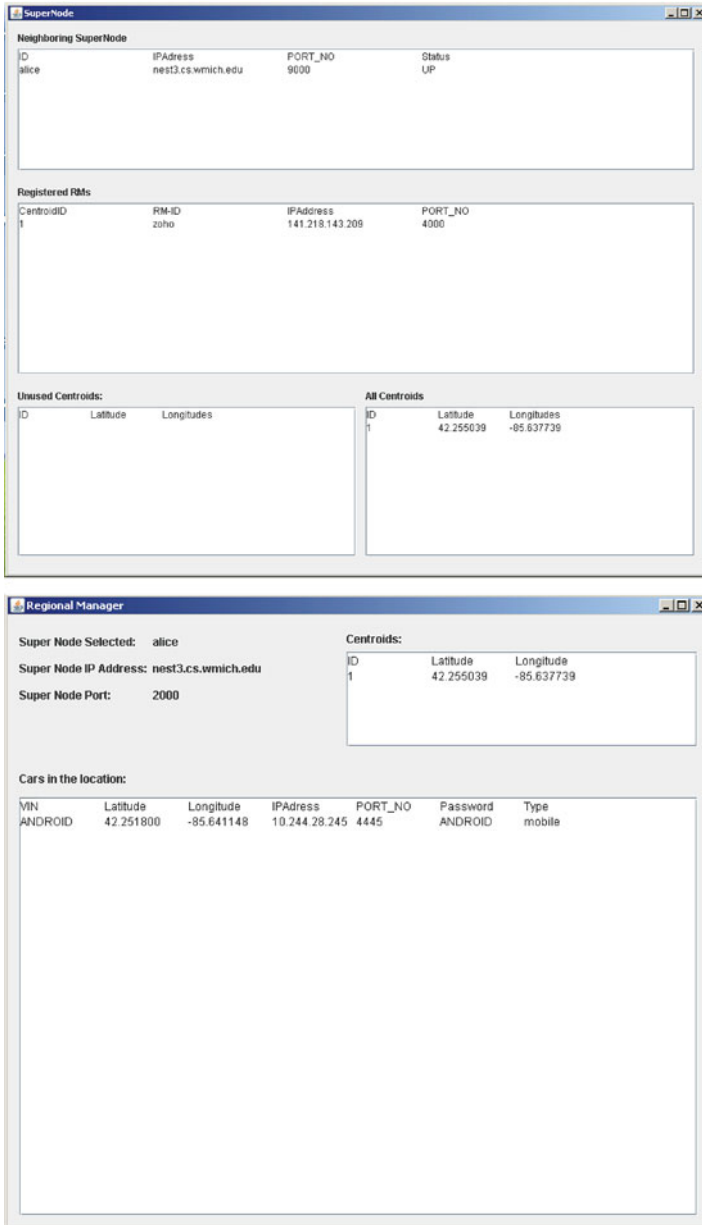 SuperNode
Neighboring SuperNode
ID IPAdress PORT_NO Status
alice nest3.cs.wmich.edu 9000 UP
Registered RMs
CentroidID RM-ID IPAddress PORT_NO
1 zoho 141.218.143.209 4000
Unused Centroids:
ID Latitude Longitudes
All Centroids
ID Latitude Longitudes
1 42.255039 -85.637739
Regional Manager
Super Node Selected: alice
Super Node IP Address: nest3.cs.wmich.edu
Super Node Port: 2000
Centroids:
ID Latitude Longitude
1 42.255039 -85.637739
Cars in the location:
VIN Latitude Longitude IPAdress PORT_NO Password Type
ANDROID 42.251800 -85.641148 10.244.28.245 4445 ANDROID mobile